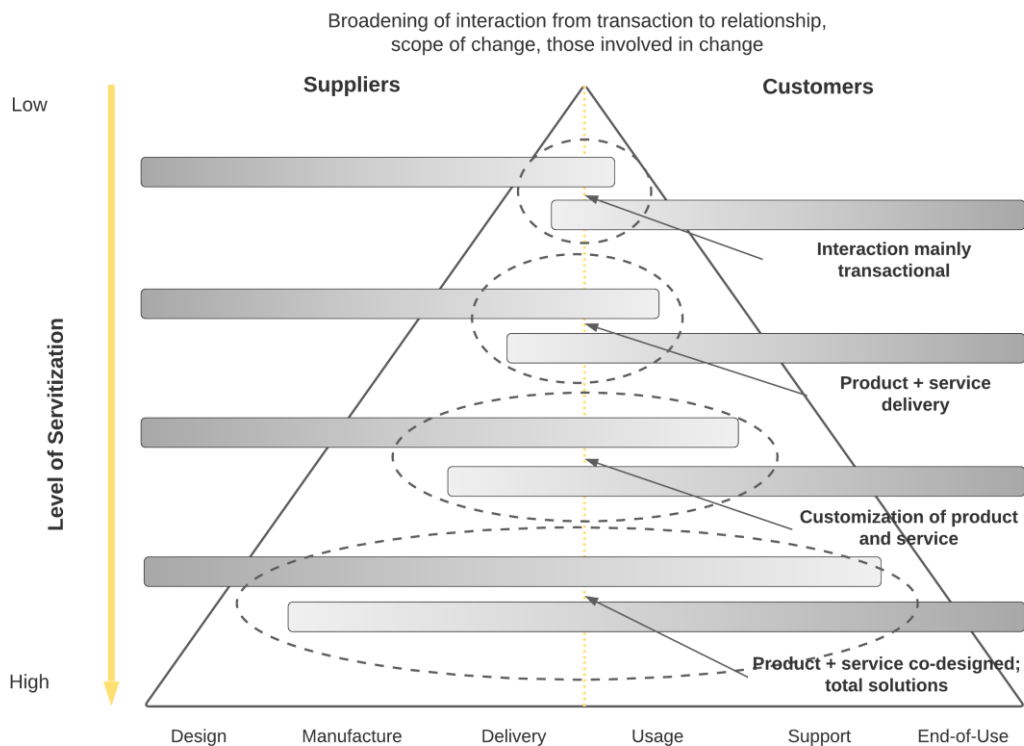 Broadening of interaction from transaction to relationship,
scope of change, those involved in change
Suppliers
Customers
Low
Interaction mainly
transactional
Product + service
delivery
Level of Servitization
Customization of product
and service
Product + service co-designed;
total solutions
High
Design
Manufacture
Delivery
Usage
Support
End-of-Use